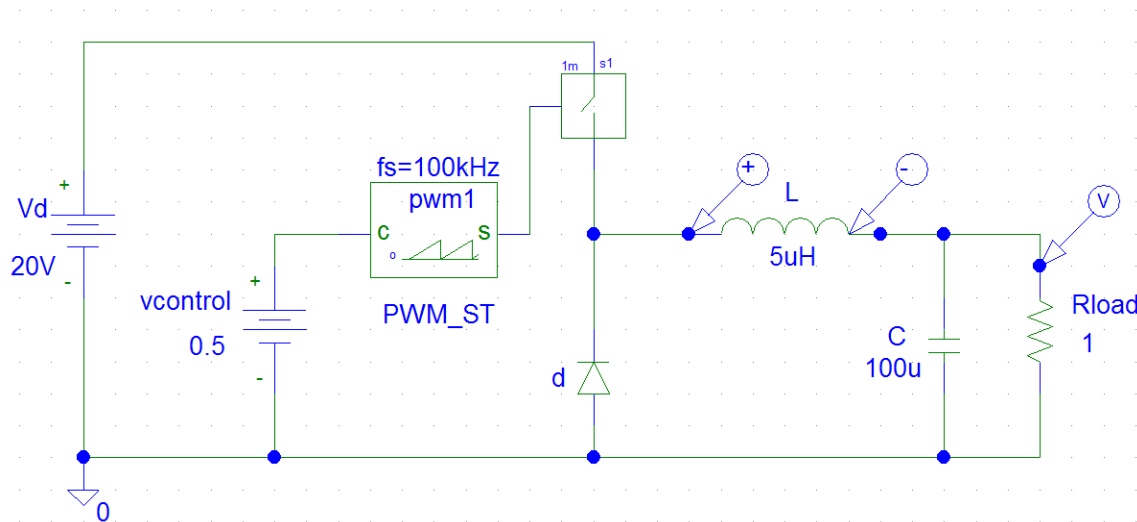 1m
s1
fs=100kHz
pwm1
C
S
o
PWM_ST
+
Vd
20V
-
+
vcontrol
0.5
-
+
-
L
5uH
V
d
C
100u
Rload
1
0